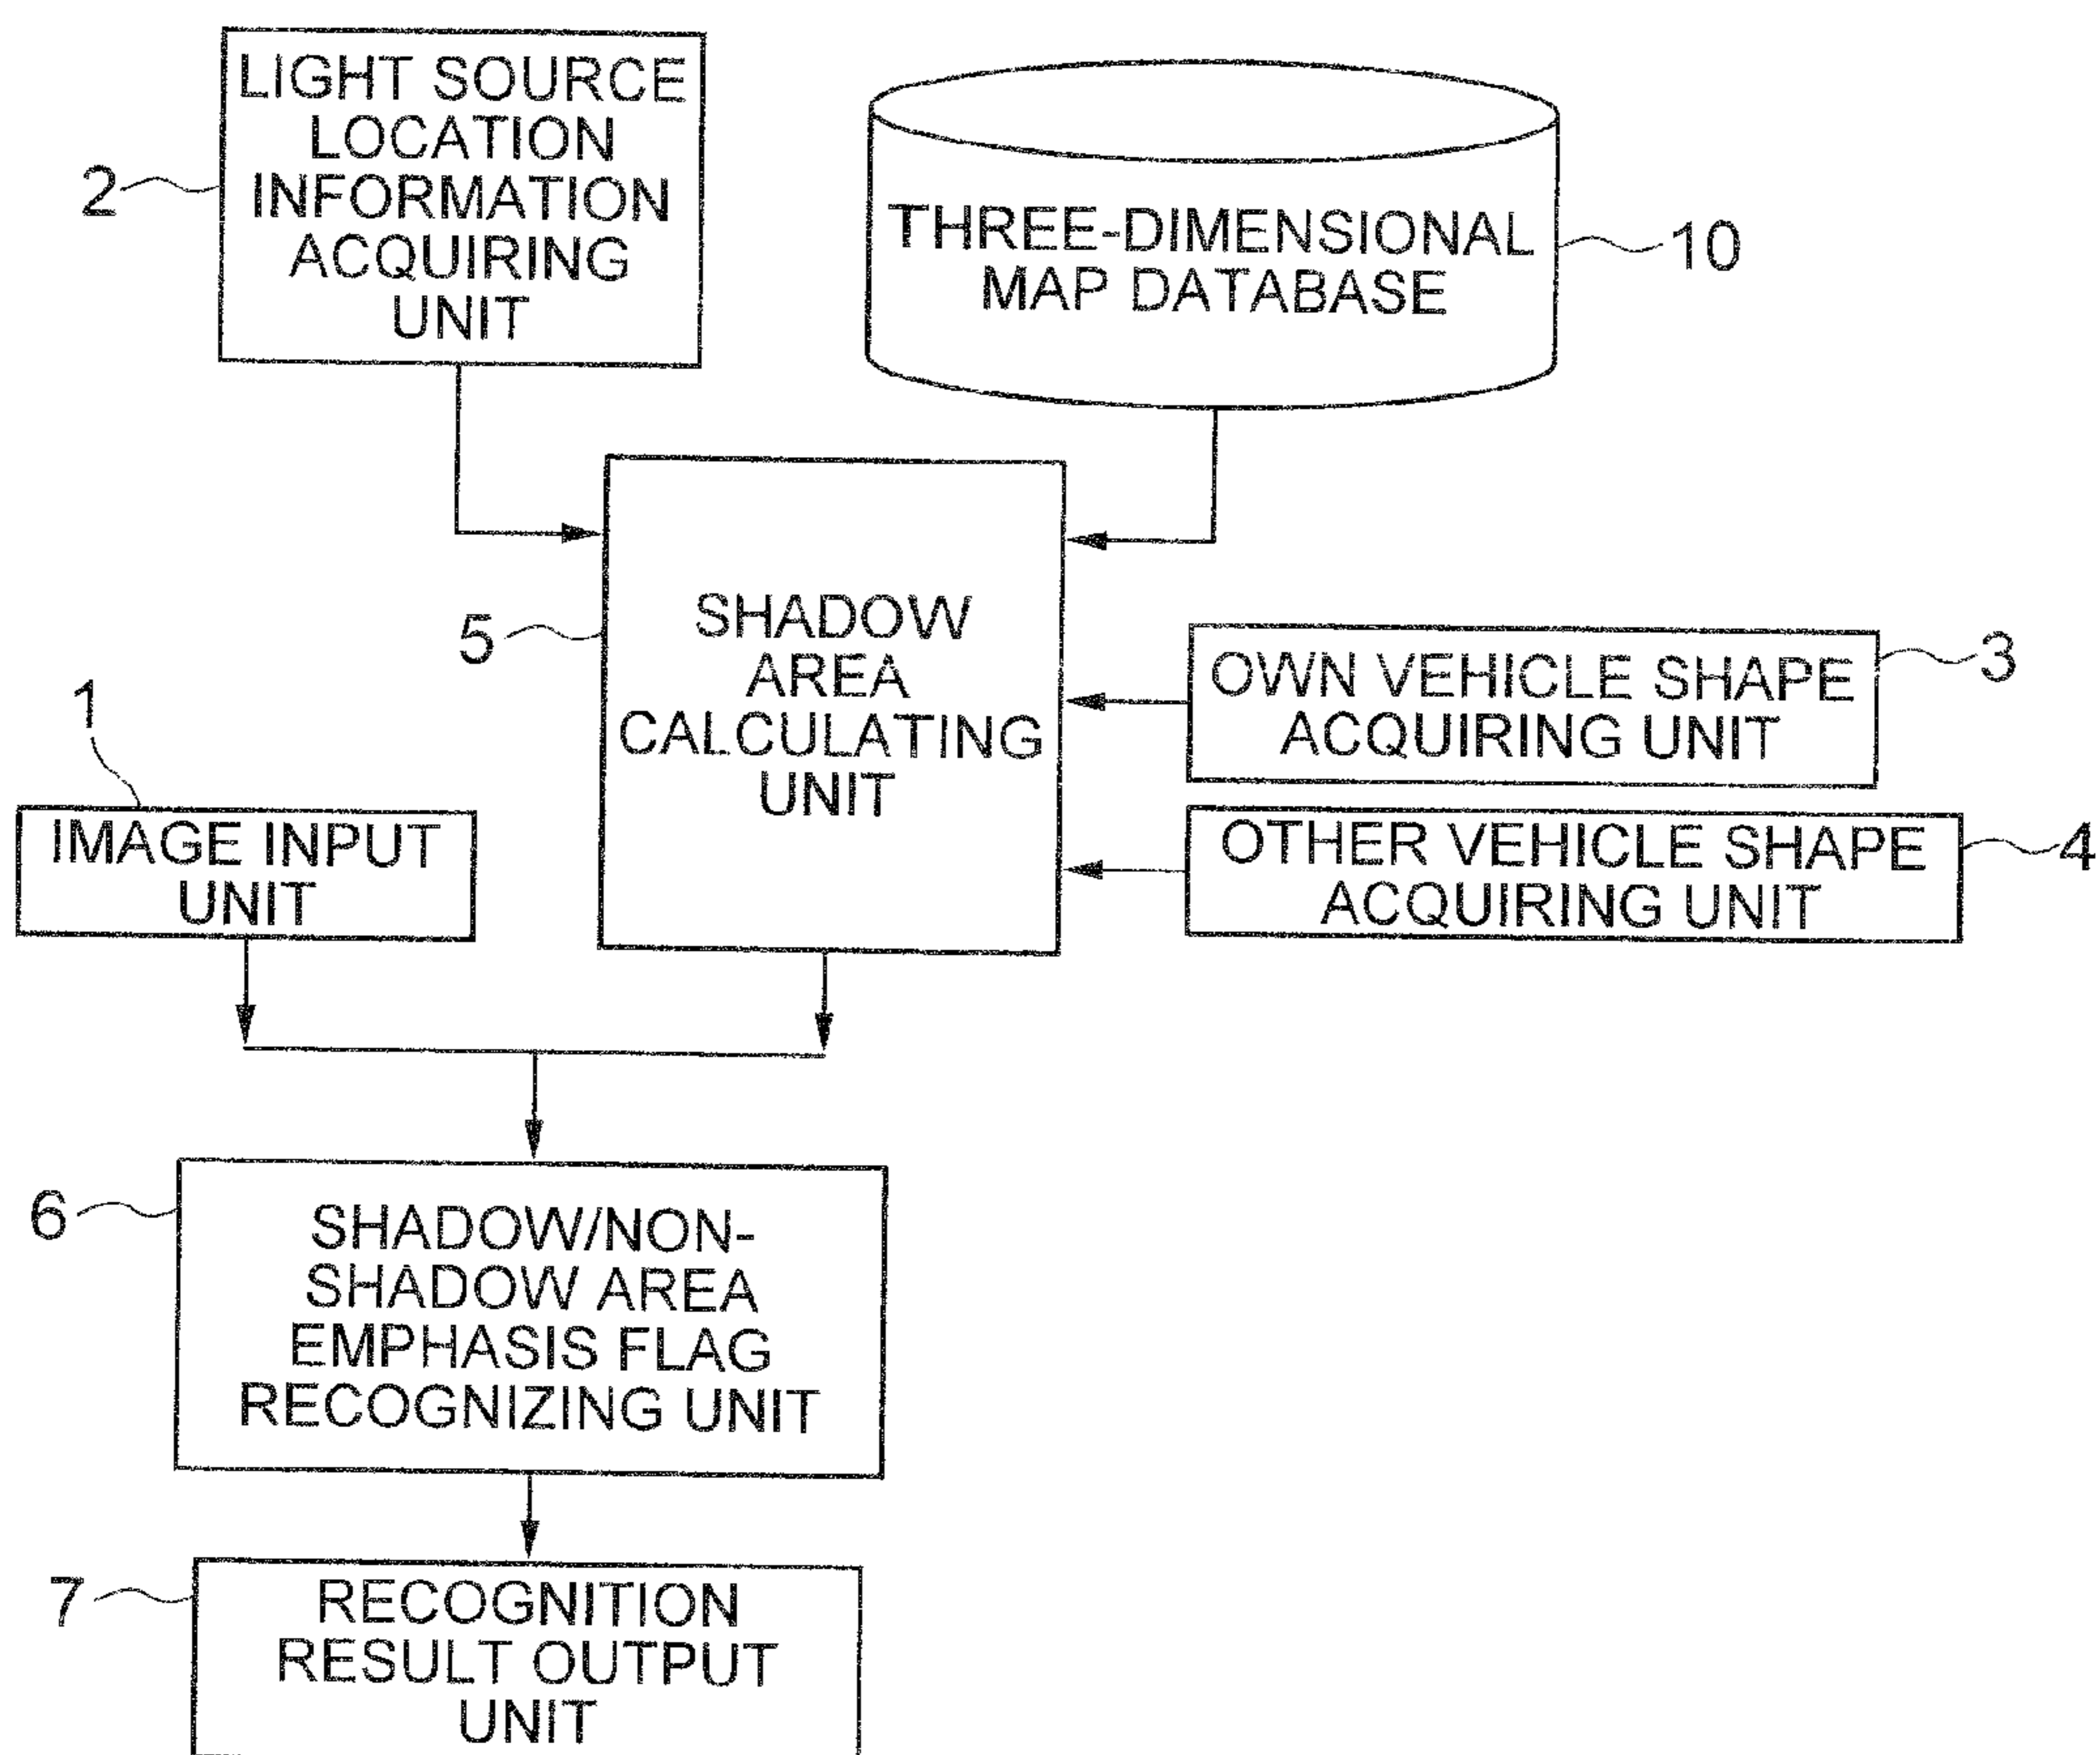 LIGHT SOURCE
LOCATION
INFORMATION
ACQUIRING
UNIT
2
THREE-DIMENSIONAL
MAP DATABASE
10
SHADOW
AREA
CALCULATING
UNIT
5
OWN VEHICLE SHAPE
ACQUIRING UNIT
3
1
IMAGE INPUT
UNIT
OTHER VEHICLE SHAPE
ACQUIRING UNIT
4
6
SHADOW/NON-
SHADOW AREA
EMPHASIS FLAG
RECOGNIZING UNIT
7
RECOGNITION
RESULT OUTPUT
UNIT